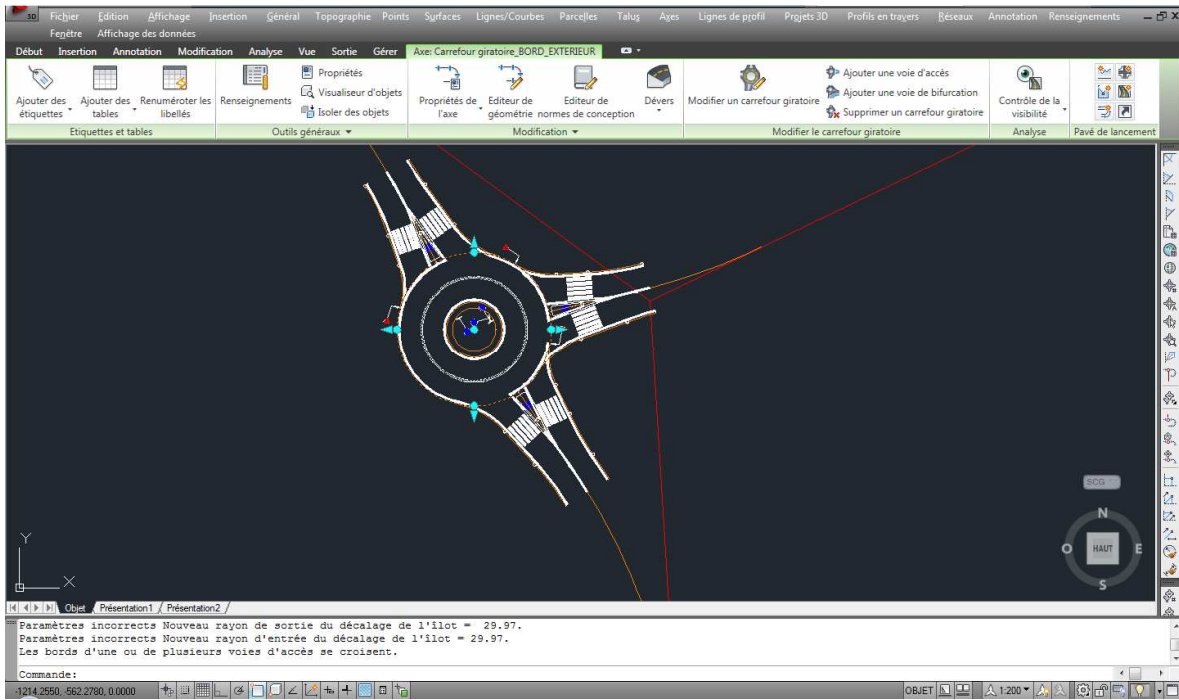 3D Fichier Edition Affichage Insertion Général Topographie Points Surfaces Lignes/Courbes Parcelles Talus Axes Lignes de profil Projets 3D Profils en travers Réseaux Annotation Renseignements
Fenêtre Affichage des données
Début Insertion Annotation Modification Analyse Vue Sortie Gérer Axe: Carrefour giratoire_BORD_EXTERIEUR
Ajouter des étiquettes
Ajouter des tables
Renuméroter les libellés
Etiquettes et tables
Renseignements
Propriétés
Visualiseur d'objets
Isoler des objets
Outils généraux
Propriétés de l'axe
Editeur de géométrie
Editeur de normes de conception
Dévers
Modification
Modifier un carrefour giratoire
Ajouter une voie d'accès
Ajouter une voie de bifurcation
Supprimer un carrefour giratoire
Modifier le carrefour giratoire
Contrôle de la visibilité
Analyse
Pavé de lancement
SCG
N
O HAUT E
S
Y
X
Objet Présentation1 Présentation2
Paramètres incorrects Nouveau rayon de sortie du décalage de l'îlot = 29.97.
Paramètres incorrects Nouveau rayon d'entrée du décalage de l'îlot = 29.97.
Les bords d'une ou de plusieurs voies d'accès se croisent.
Commande:
-1214.2550, -562.2780, 0.0000 OBJET 1:200